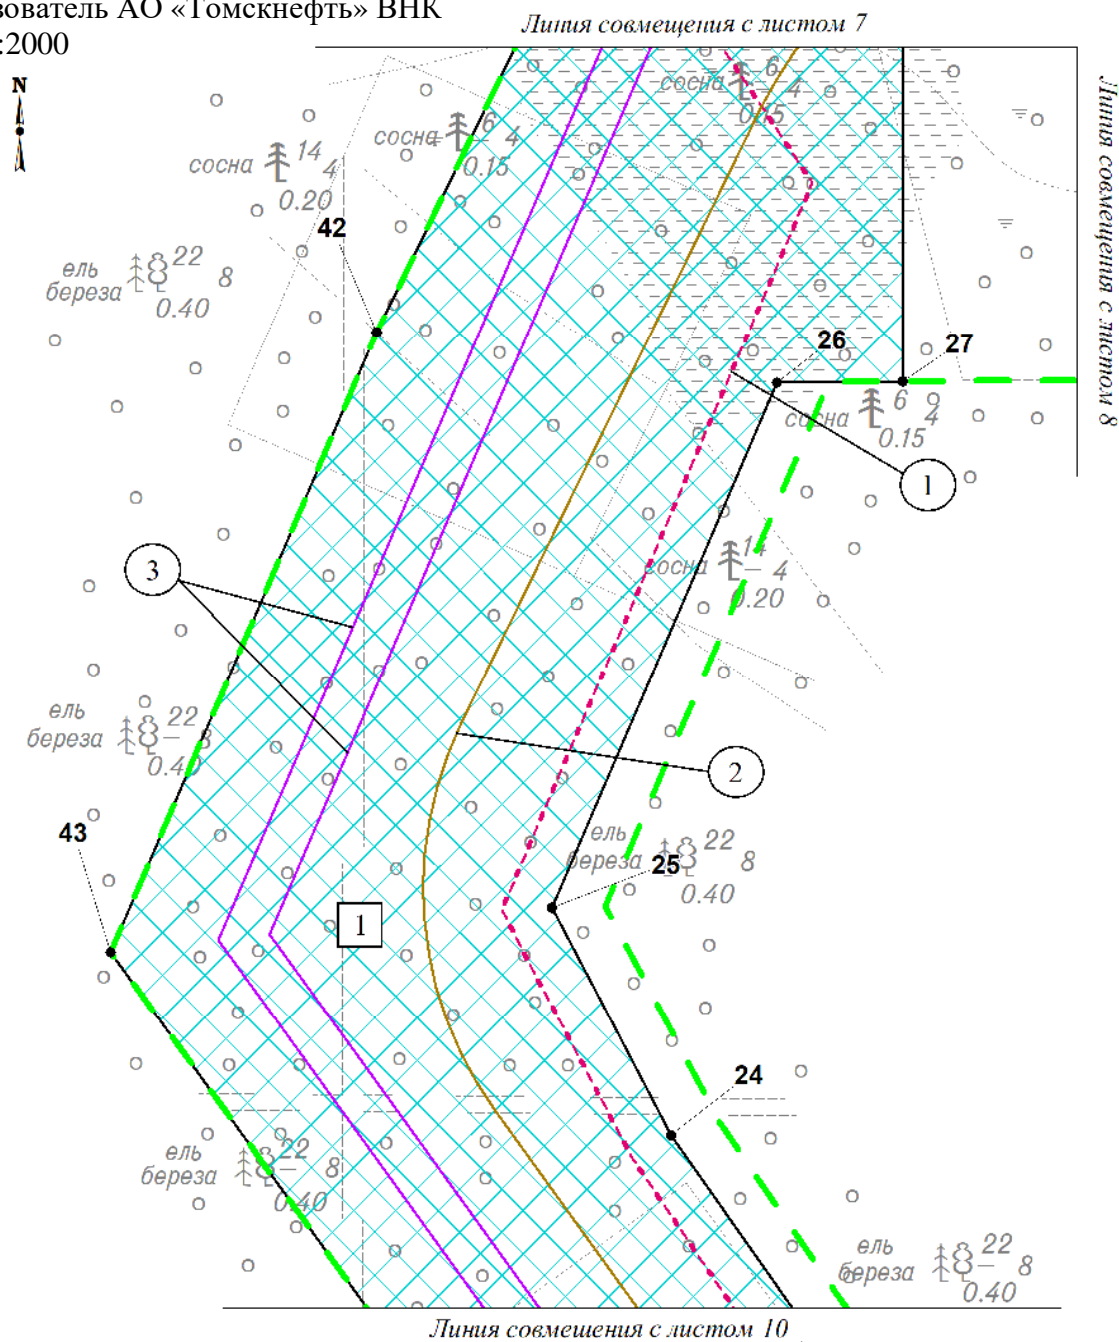 зователь АО «Томскнефть» ВНК
:2000
Линия совмещения с листом 7
N
Линия совмещения с листом 8
сосна 6 4 0.15
сосна 6 4 0.15
сосна 14 4 0.20
42
ель береза 22 8 0.40
26
27
сосна 6 4 0.15
1
3
сосна 14 4 0.20
ель береза 22 8 0.40
2
43
ель береза 22 8 0.40
25
1
24
ель береза 22 8 0.40
ель береза 22 8 0.40
Линия совмещения с листом 10